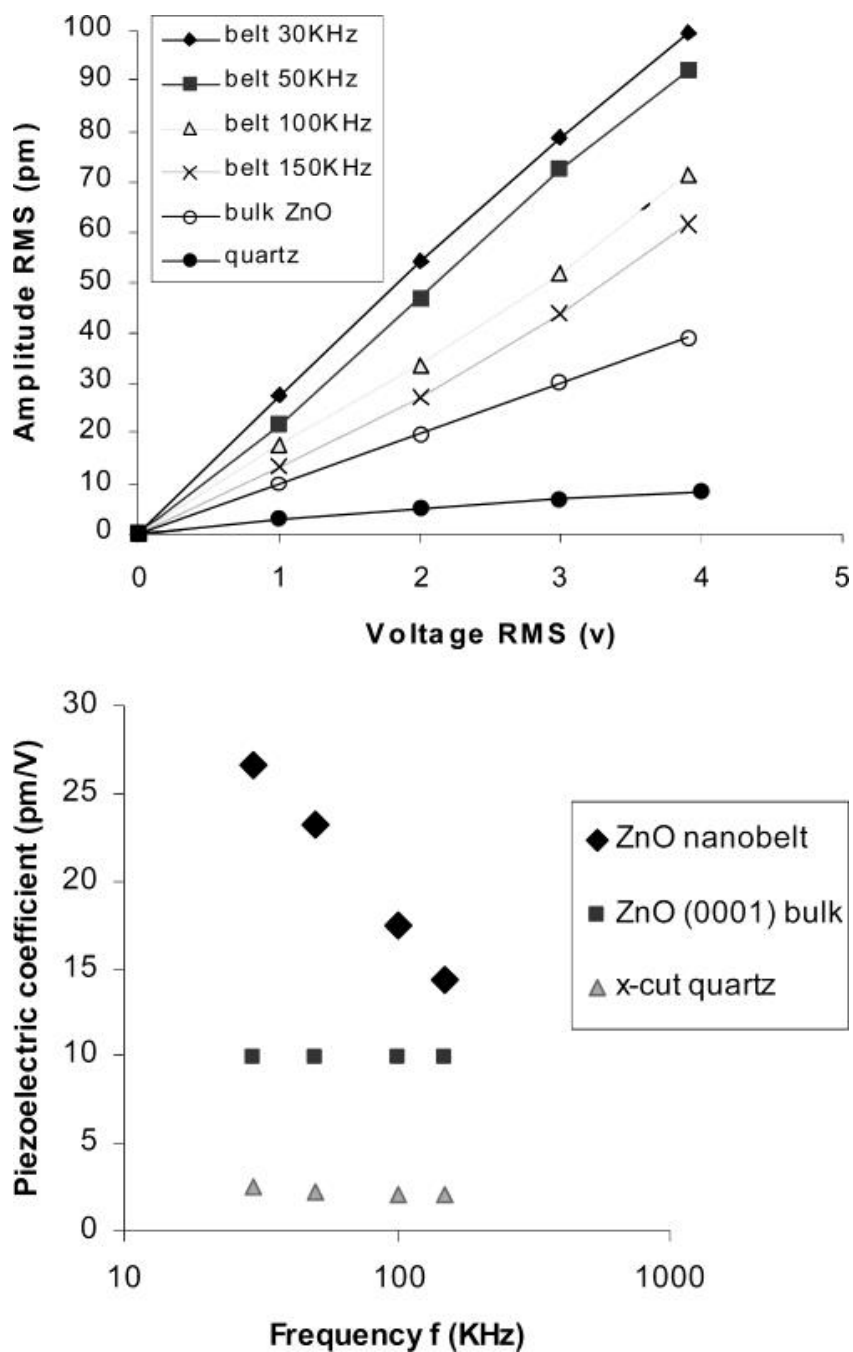 belt 30KHz
belt 50KHz
belt 100KHz
belt 150KHz
bulk ZnO
quartz
Amplitude RMS (pm)
100
90
80
70
60
50
40
30
20
10
0
0 1 2 3 4 5
Voltage RMS (v)
Piezoelectric coefficient (pm/V)
30
25
20
15
10
5
0
ZnO nanobelt
ZnO (0001) bulk
x-cut quartz
10 100 1000
Frequency f (KHz)